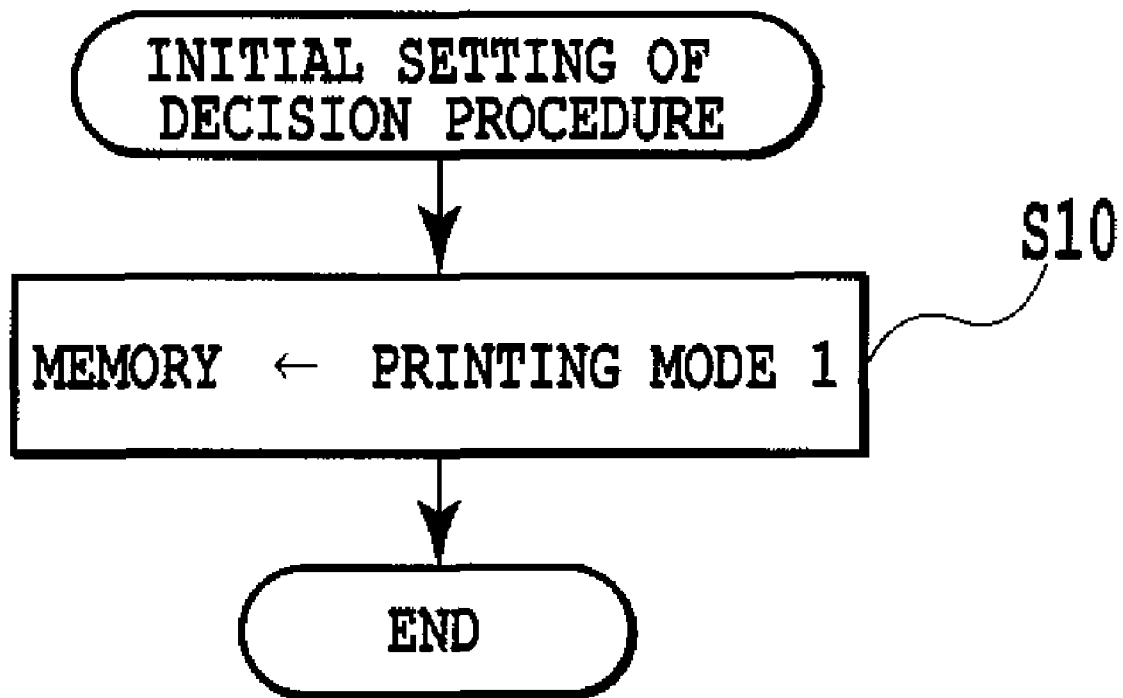 INITIAL SETTING OF
DECISION PROCEDURE
S10
MEMORY ← PRINTING MODE 1
END